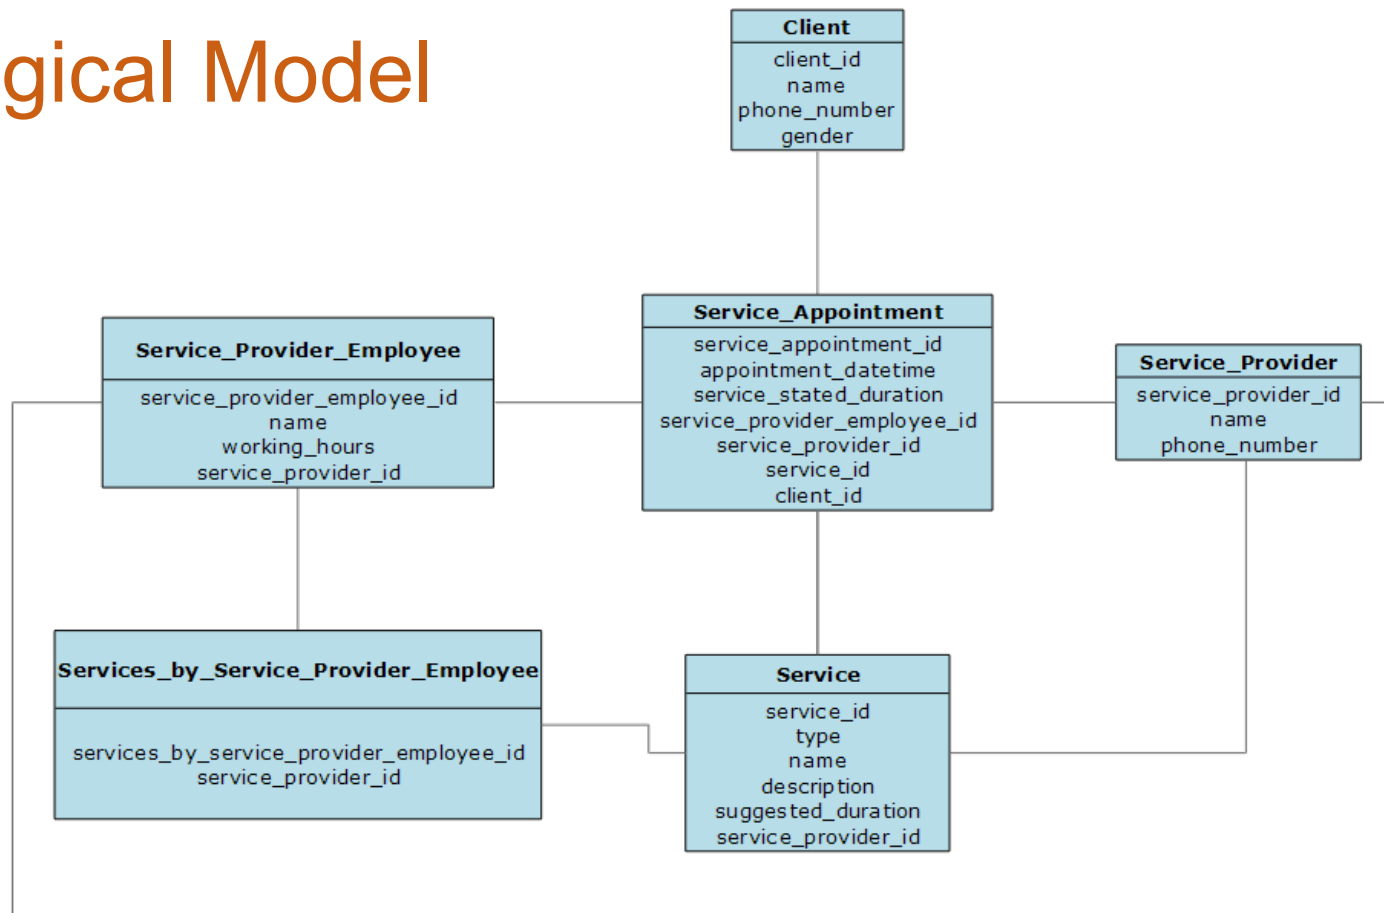 gical Model
Client
client_id
name
phone_number
gender
Service_Provider_Employee
service_provider_employee_id
name
working_hours
service_provider_id
Service_Appointment
service_appointment_id
appointment_datetime
service_stated_duration
service_provider_employee_id
service_provider_id
service_id
client_id
Service_Provider
service_provider_id
name
phone_number
Services_by_Service_Provider_Employee
services_by_service_provider_employee_id
service_provider_id
Service
service_id
type
name
description
suggested_duration
service_provider_id